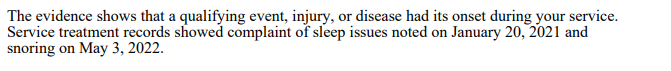 The evidence shows that a qualifying event, injury, or disease had its onset during your service.
Service treatment records showed complaint of sleep issues noted on January 20, 2021 and
snoring on May 3, 2022.